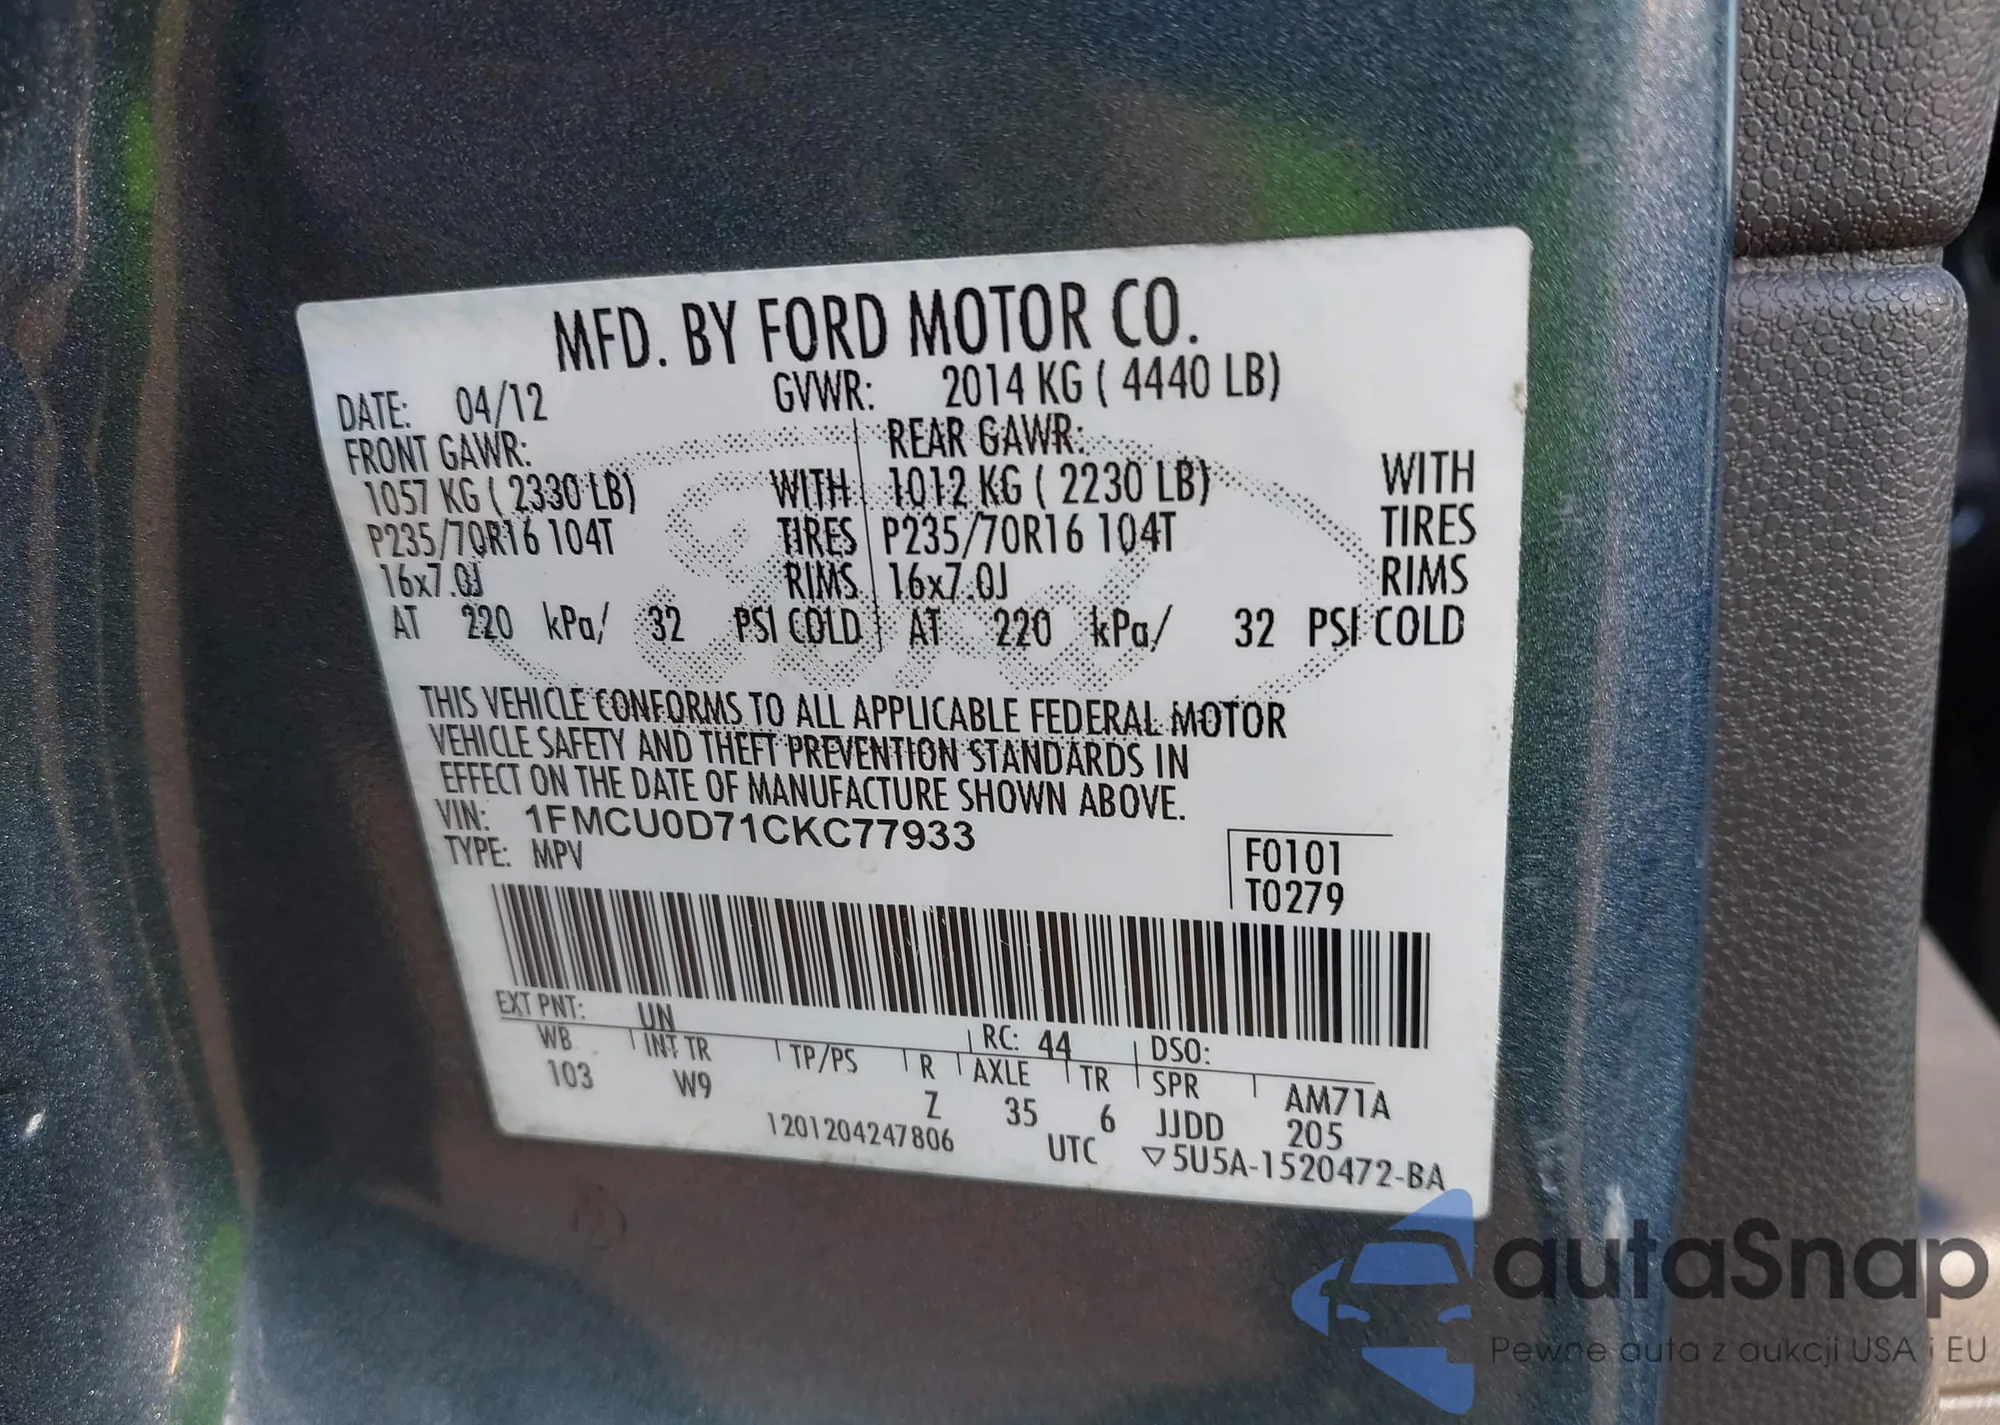 MFD. BY FORD MOTOR CO.
DATE: 04/12 GVWR: 2014 KG ( 4440 LB)
FRONT GAWR: REAR GAWR:
1057 KG ( 2330 LB) WITH 1012 KG ( 2230 LB) WITH
P235/70R16 104T TIRES P235/70R16 104T TIRES
16x7.0J RIMS 16x7.0J RIMS
AT 220 kPa/ 32 PSI COLD AT 220 kPa/ 32 PSI COLD
THIS VEHICLE CONFORMS TO ALL APPLICABLE FEDERAL MOTOR
VEHICLE SAFETY AND THEFT PREVENTION STANDARDS IN
EFFECT ON THE DATE OF MANUFACTURE SHOWN ABOVE.
VIN: 1FMCU0D71CKC77933
TYPE: MPV
F0101
T0279
EXT PNT: UN RC: 44 DSO:
WB INT TR TP/PS R AXLE TR SPR AM71A
103 W9 Z 35 6 JJDD 205
1201204247806 UTC ▽5U5A-1520472-BA
autaSnap
Pewne auta z aukcji USA i EU